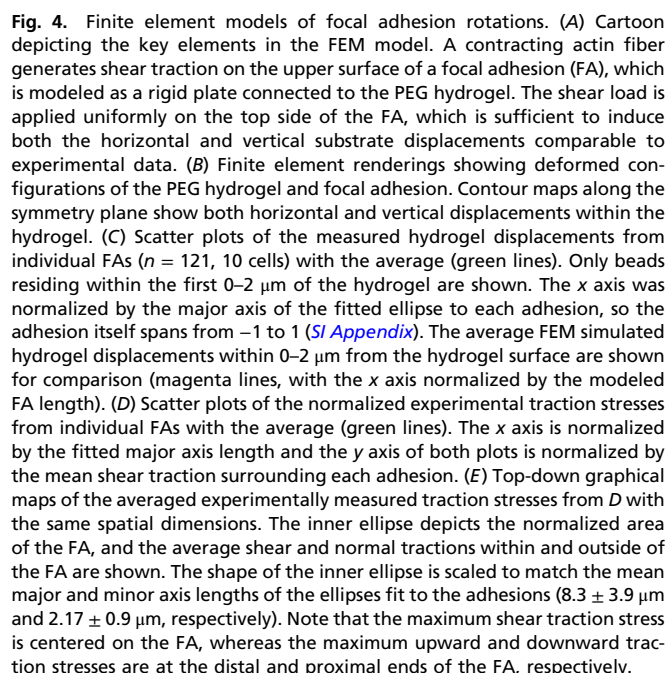 Fig. 4. Finite element models of focal adhesion rotations. (A) Cartoon
depicting the key elements in the FEM model. A contracting actin fiber
generates shear traction on the upper surface of a focal adhesion (FA), which
is modeled as a rigid plate connected to the PEG hydrogel. The shear load is
applied uniformly on the top side of the FA, which is sufficient to induce
both the horizontal and vertical substrate displacements comparable to
experimental data. (B) Finite element renderings showing deformed con-
figurations of the PEG hydrogel and focal adhesion. Contour maps along the
symmetry plane show both horizontal and vertical displacements within the
hydrogel. (C) Scatter plots of the measured hydrogel displacements from
individual FAs (n = 121, 10 cells) with the average (green lines). Only beads
residing within the first 0–2 μm of the hydrogel are shown. The x axis was
normalized by the major axis of the fitted ellipse to each adhesion, so the
adhesion itself spans from −1 to 1 (SI Appendix). The average FEM simulated
hydrogel displacements within 0–2 μm from the hydrogel surface are shown
for comparison (magenta lines, with the x axis normalized by the modeled
FA length). (D) Scatter plots of the normalized experimental traction stresses
from individual FAs with the average (green lines). The x axis is normalized
by the fitted major axis length and the y axis of both plots is normalized by
the mean shear traction surrounding each adhesion. (E) Top-down graphical
maps of the averaged experimentally measured traction stresses from D with
the same spatial dimensions. The inner ellipse depicts the normalized area
of the FA, and the average shear and normal tractions within and outside of
the FA are shown. The shape of the inner ellipse is scaled to match the mean
major and minor axis lengths of the ellipses fit to the adhesions (8.3 ± 3.9 μm
and 2.17 ± 0.9 μm, respectively). Note that the maximum shear traction stress
is centered on the FA, whereas the maximum upward and downward trac-
tion stresses are at the distal and proximal ends of the FA, respectively.